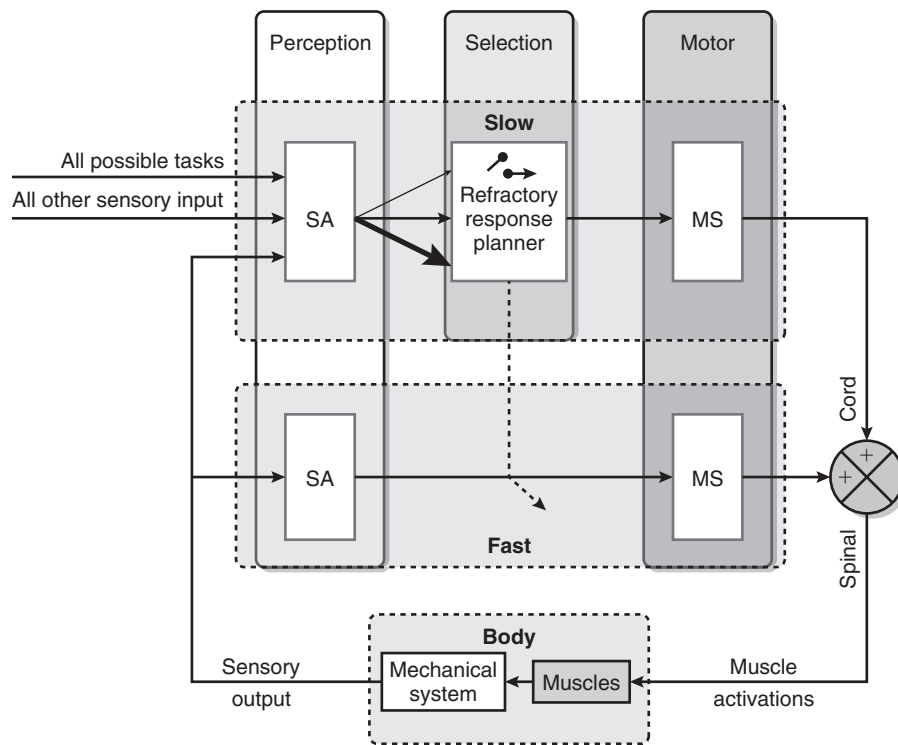 Perception
Selection
Motor
Slow
All possible tasks
All other sensory input
SA
Refractory
response
planner
MS
Cord
SA
MS
+
+
Fast
Spinal
Body
Sensory
output
Mechanical
system
Muscles
Muscle
activations